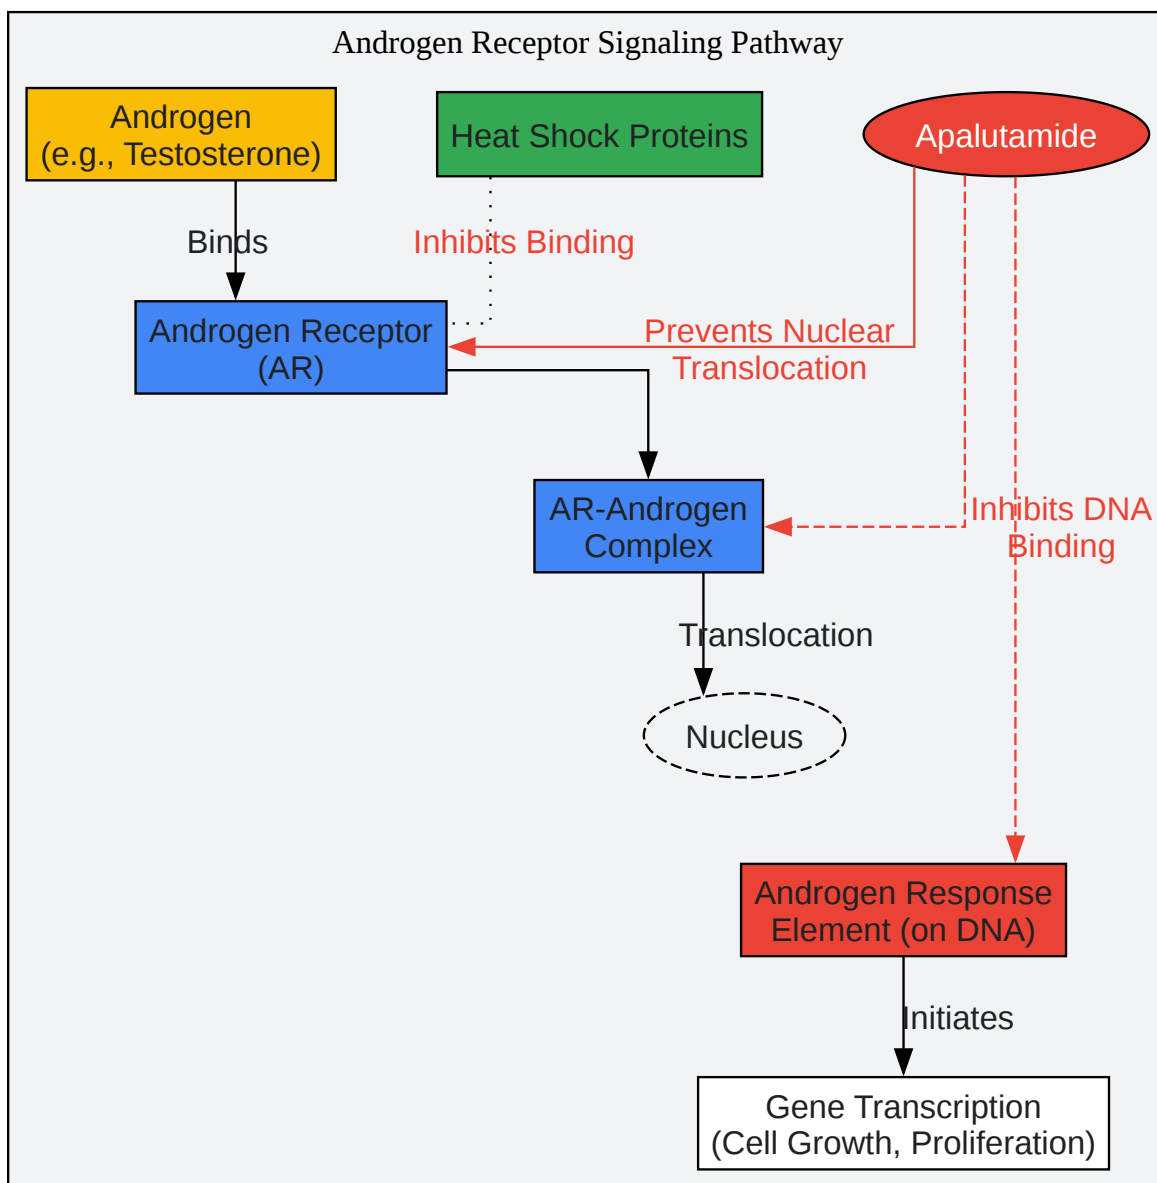 Androgen Receptor Signaling Pathway
Androgen
(e.g., Testosterone)
Heat Shock Proteins
Apalutamide
Binds
Inhibits Binding
Androgen Receptor
(AR)
Prevents Nuclear
Translocation
AR-Androgen
Complex
Inhibits DNA
Binding
Translocation
Nucleus
Androgen Response
Element (on DNA)
Initiates
Gene Transcription
(Cell Growth, Proliferation)